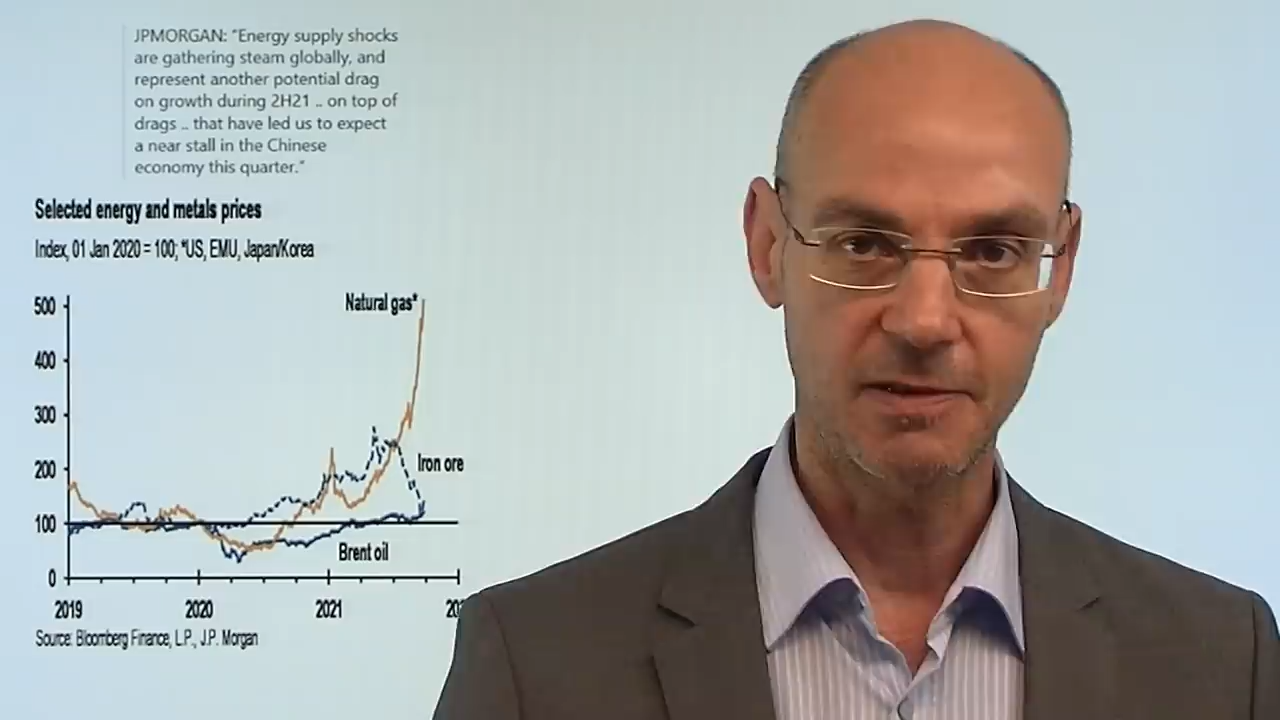 JPMORGAN: "Energy supply shocks
are gathering steam globally, and
represent another potential drag
on growth during 2H21 .. on top of
drags .. that have led us to expect
a near stall in the Chinese
economy this quarter."
Selected energy and metals prices
Index, 01 Jan 2020 = 100; *US, EMU, Japan/Korea
500
Natural gas*
400
300
200
Iron ore
100
Brent oil
0
2019
2020
2021
20
Source: Bloomberg Finance, L.P., J.P. Morgan